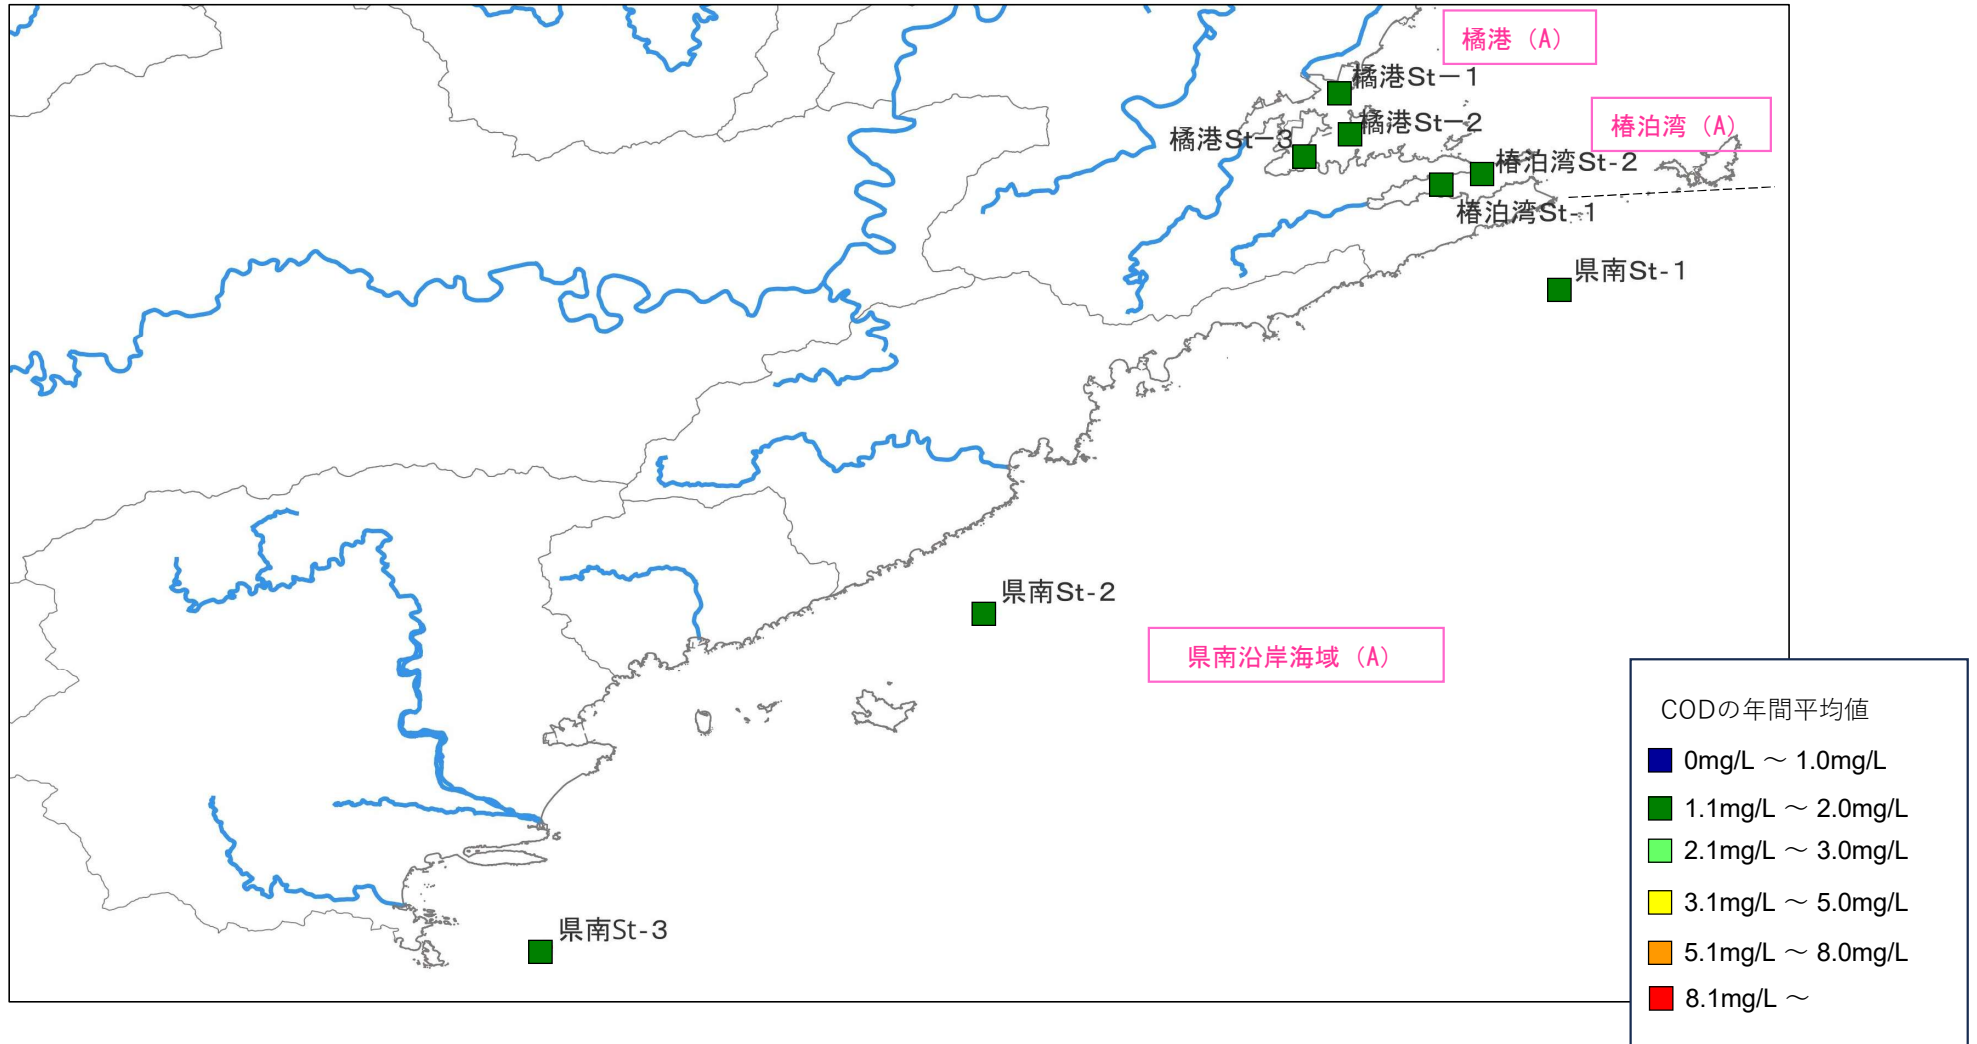 橘港（A）
橘港St－1
椿泊湾（A）
橘港St－2
橘港St－3
椿泊湾St-2
椿泊湾St-1
県南St-1
県南St-2
県南沿岸海域（A）
県南St-3
CODの年間平均値
0mg/L ～ 1.0mg/L
1.1mg/L ～ 2.0mg/L
2.1mg/L ～ 3.0mg/L
3.1mg/L ～ 5.0mg/L
5.1mg/L ～ 8.0mg/L
8.1mg/L ～